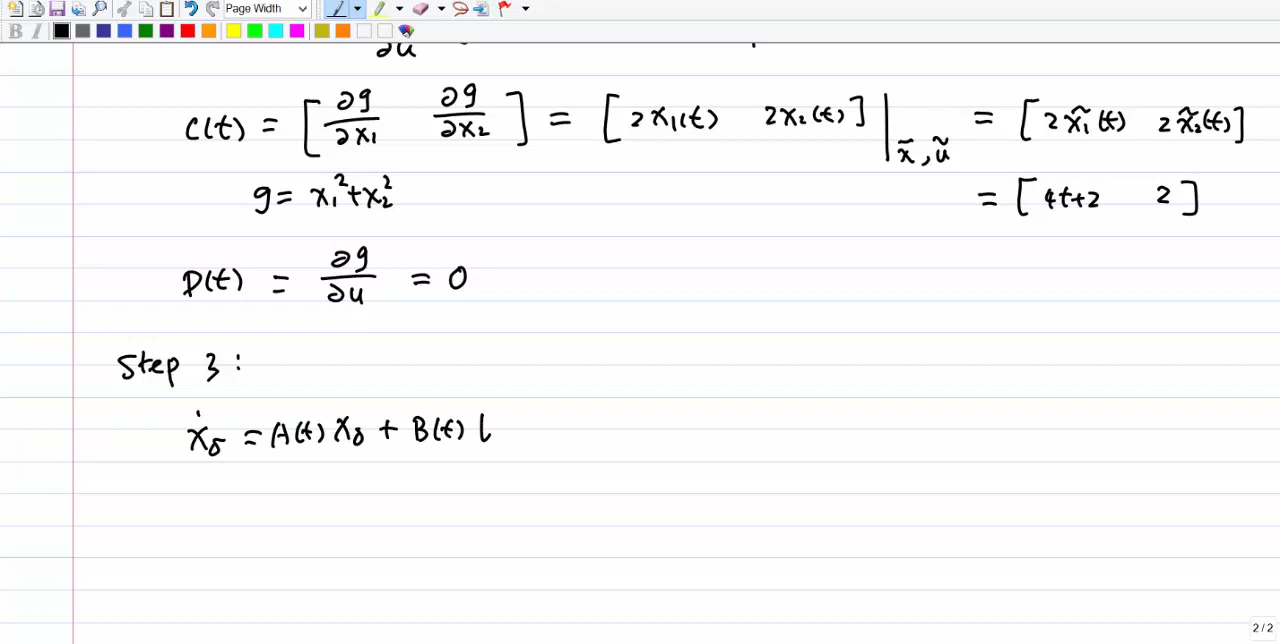 Page Width
B I
∂u
C(t) = [ ∂g/∂x₁ ∂g/∂x₂ ] = [ 2x₁(t) 2x₂(t) ] |x̃, ũ = [ 2x̃₁(t) 2x̃₂(t) ]
g = x₁² + x₂²
= [ 4t+2 2 ]
D(t) = ∂g/∂u = 0
Step 3 :
ẋδ = A(t) xδ + B(t) (
2 / 2